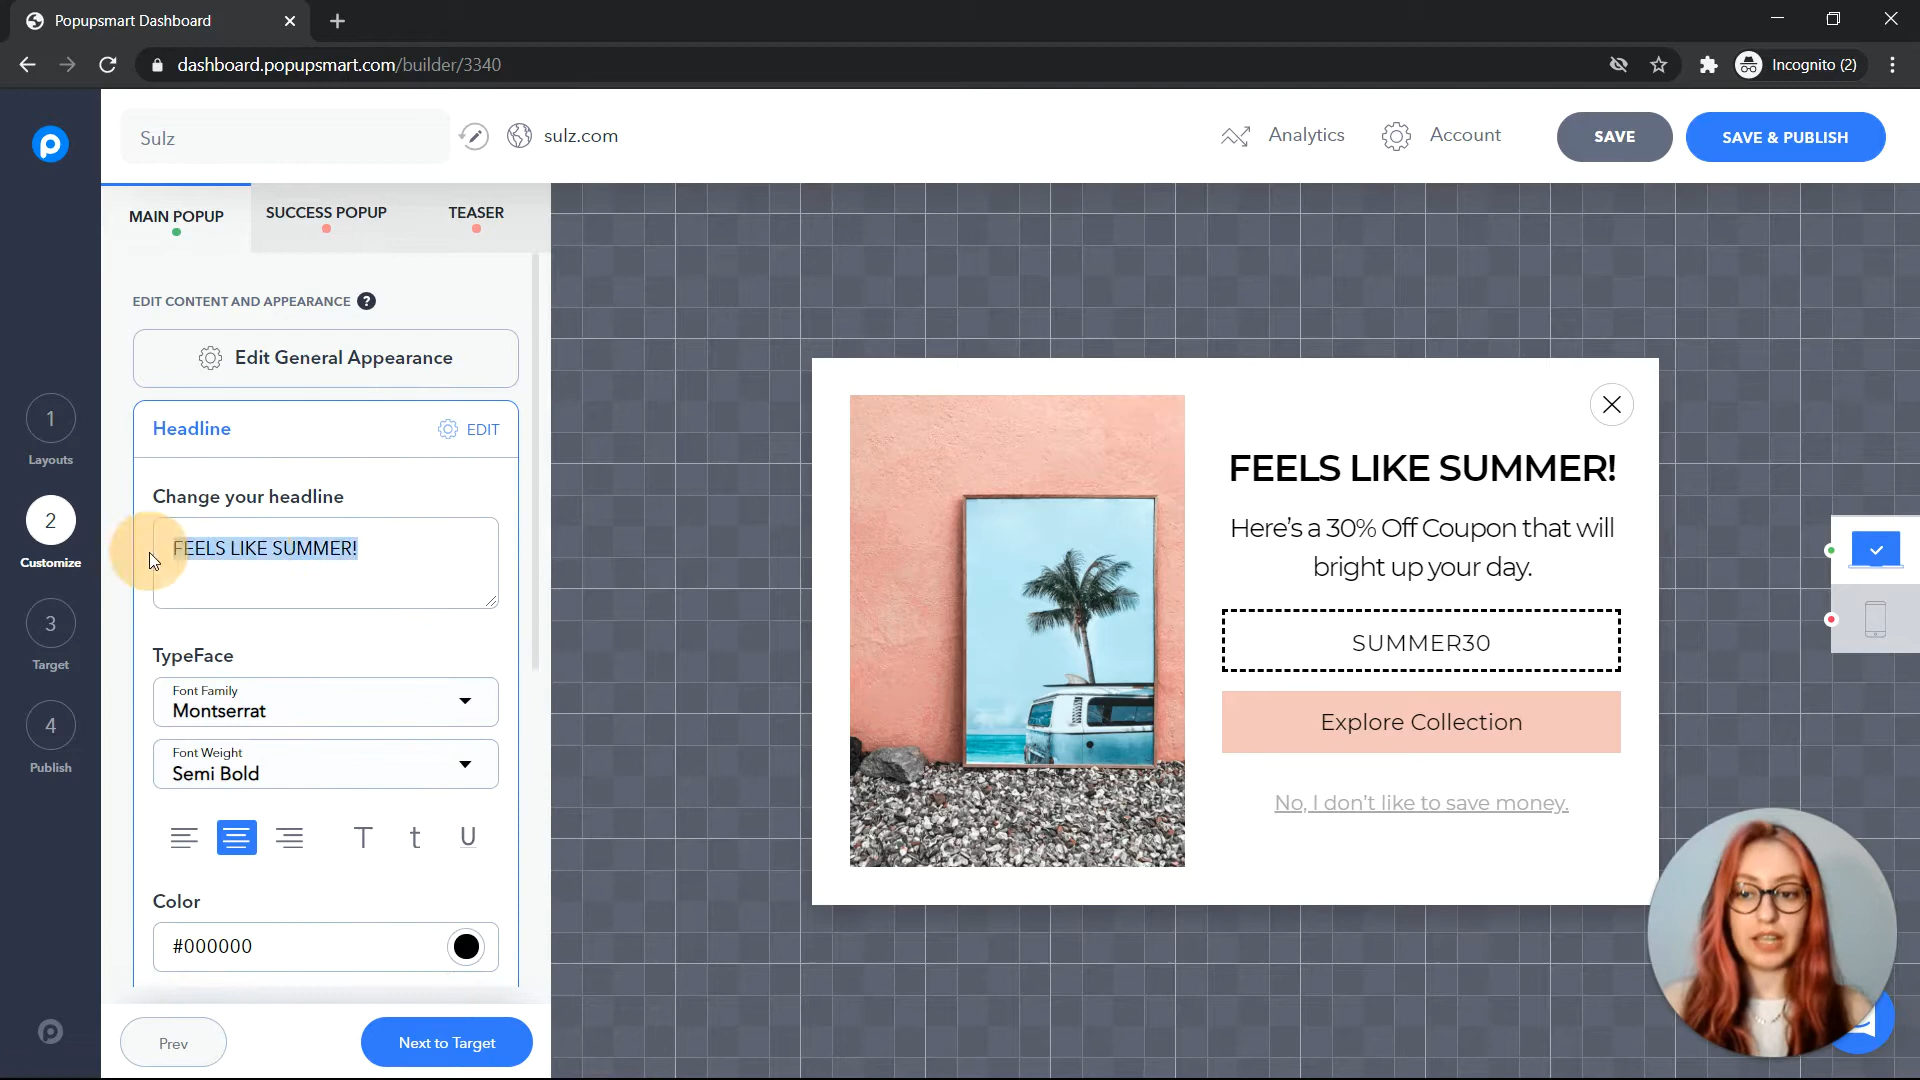 Popupsmart Dashboard
dashboard.popupsmart.com/builder/3340
Incognito (2)
Sulz
sulz.com
Analytics
Account
SAVE
SAVE & PUBLISH
MAIN POPUP
SUCCESS POPUP
TEASER
EDIT CONTENT AND APPEARANCE ?
Edit General Appearance
Headline
EDIT
Change your headline
FEELS LIKE SUMMER!
TypeFace
Font Family
Montserrat
Font Weight
Semi Bold
T t U
Color
#000000
Prev
Next to Target
1
Layouts
2
Customize
3
Target
4
Publish
FEELS LIKE SUMMER!
Here's a 30% Off Coupon that will
bright up your day.
SUMMER30
Explore Collection
No, I don't like to save money.